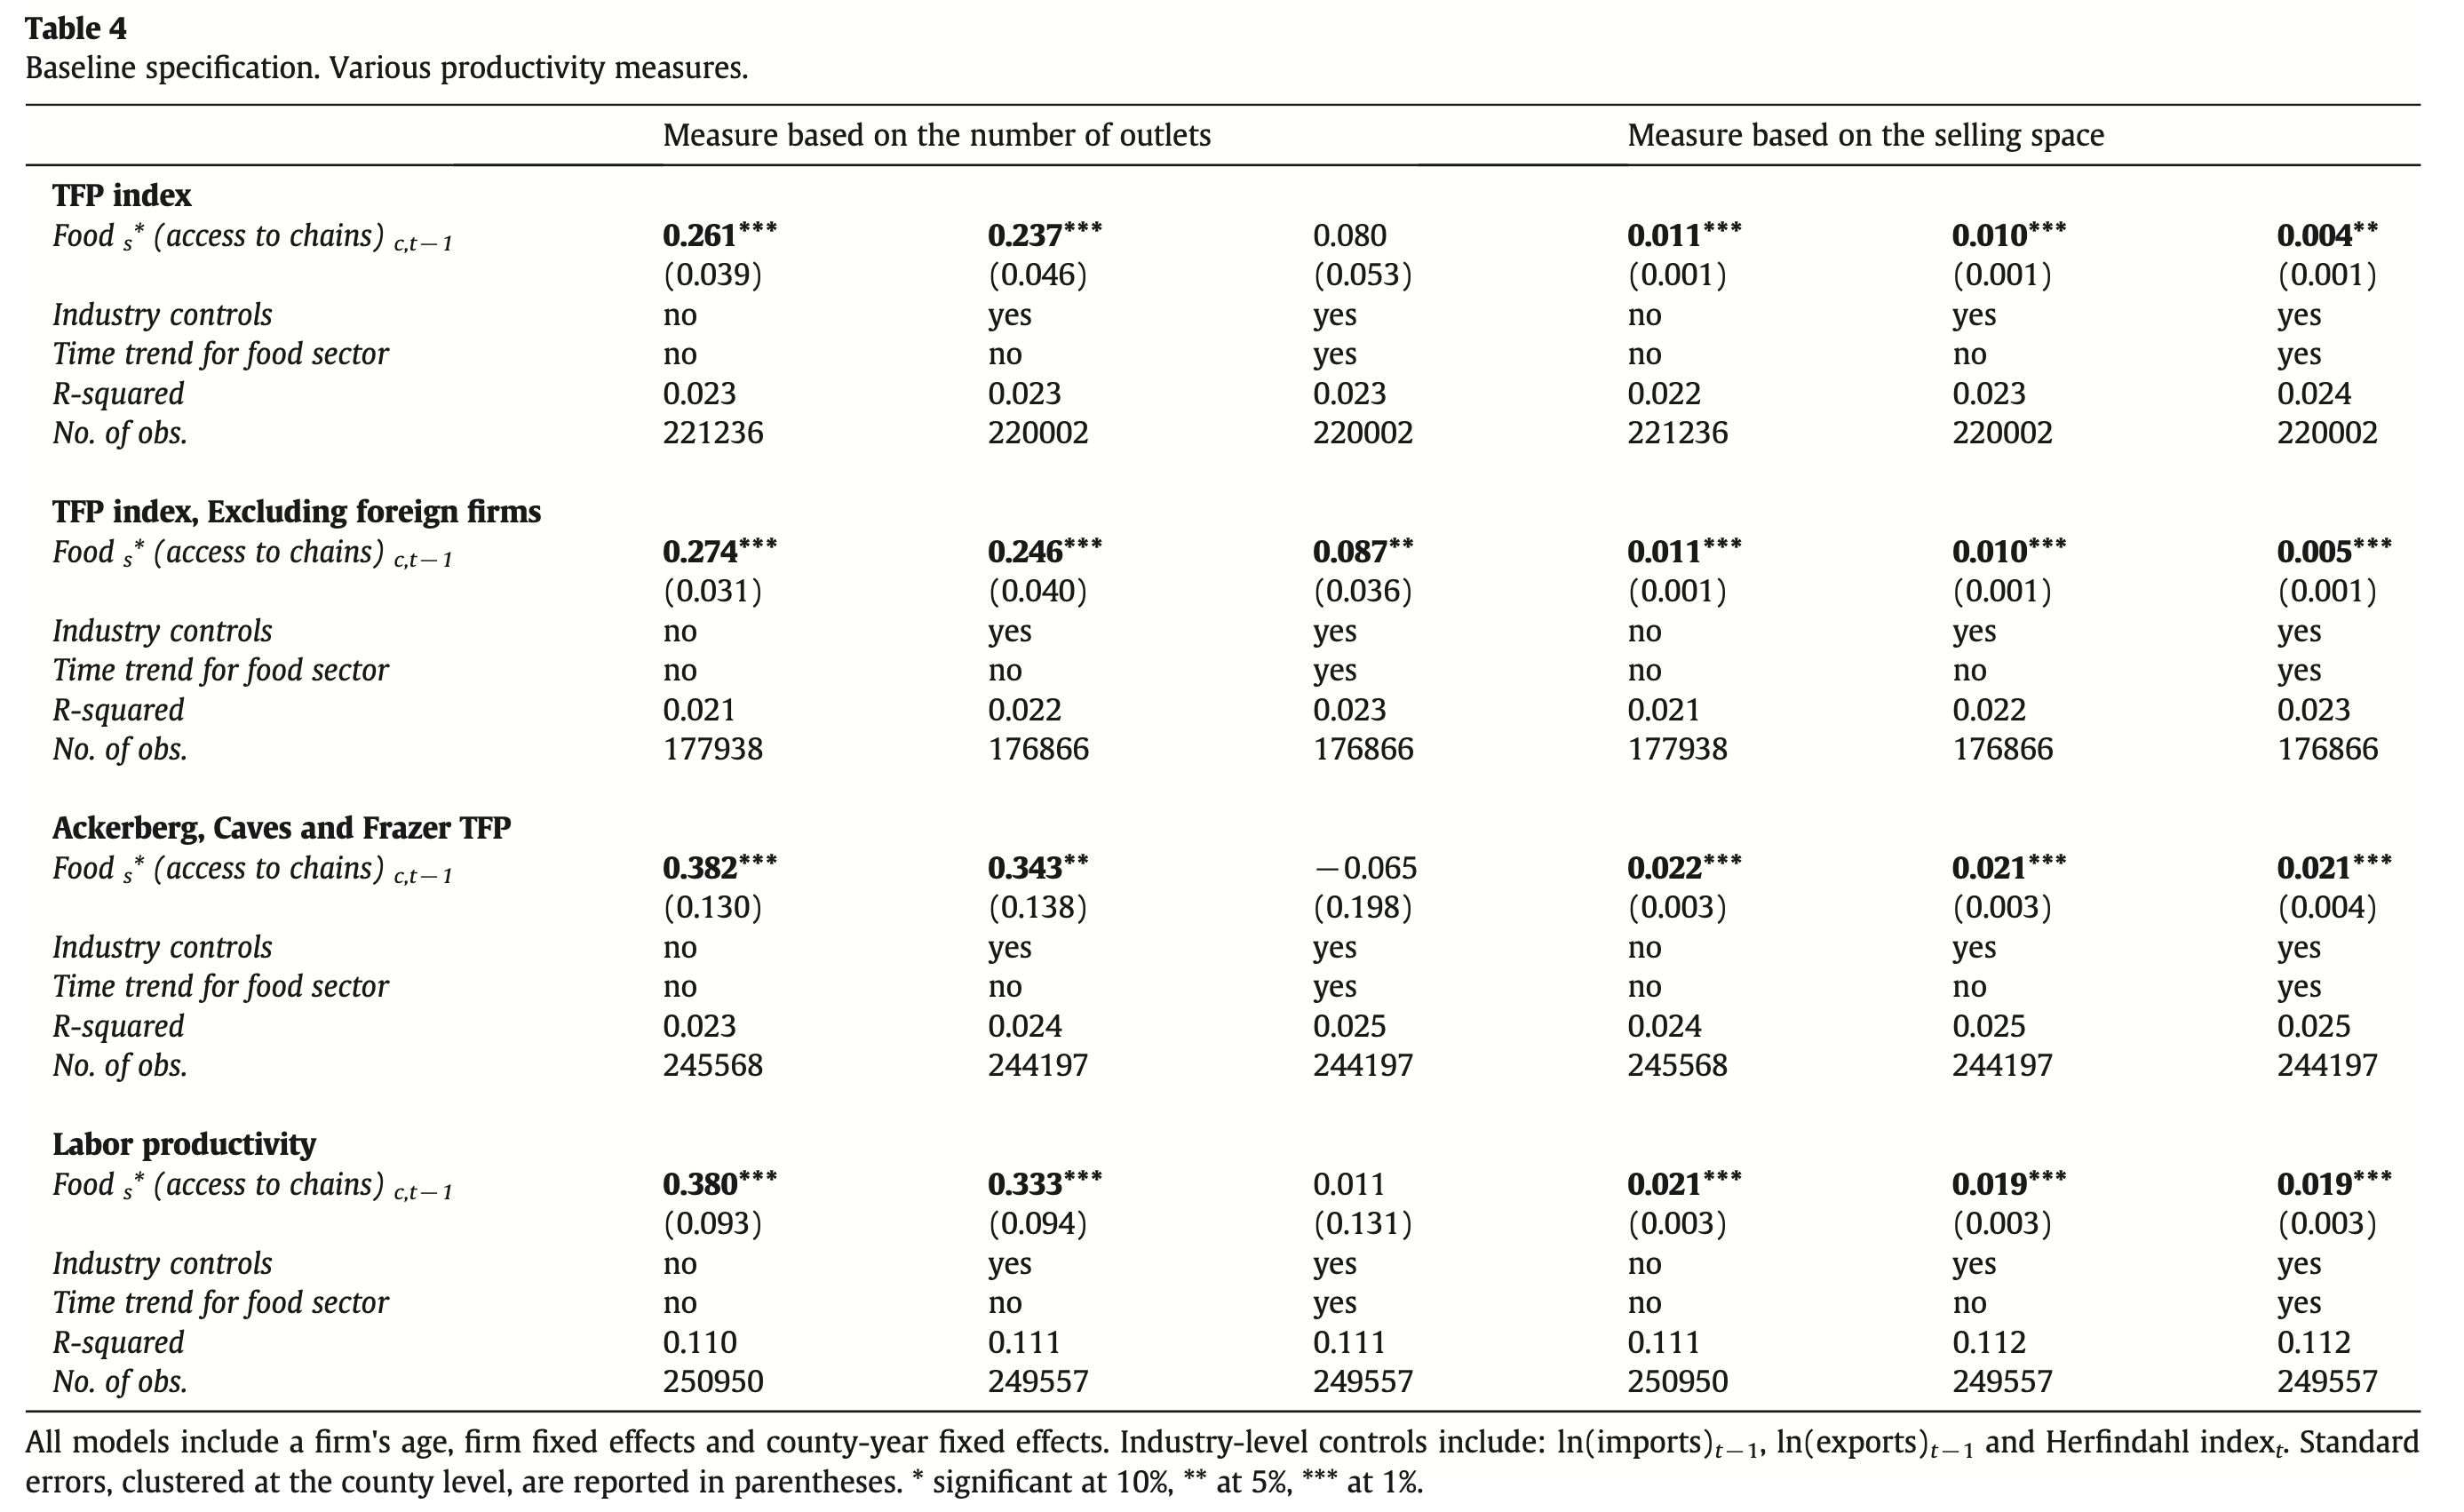 Table 4
Baseline specification. Various productivity measures.
Measure based on the number of outlets Measure based on the selling space
TFP index
Food s* (access to chains) c,t−1 0.261*** 0.237*** 0.080 0.011*** 0.010*** 0.004**
(0.039) (0.046) (0.053) (0.001) (0.001) (0.001)
Industry controls no yes yes no yes yes
Time trend for food sector no no yes no no yes
R-squared 0.023 0.023 0.023 0.022 0.023 0.024
No. of obs. 221236 220002 220002 221236 220002 220002
TFP index, Excluding foreign firms
Food s* (access to chains) c,t−1 0.274*** 0.246*** 0.087** 0.011*** 0.010*** 0.005***
(0.031) (0.040) (0.036) (0.001) (0.001) (0.001)
Industry controls no yes yes no yes yes
Time trend for food sector no no yes no no yes
R-squared 0.021 0.022 0.023 0.021 0.022 0.023
No. of obs. 177938 176866 176866 177938 176866 176866
Ackerberg, Caves and Frazer TFP
Food s* (access to chains) c,t−1 0.382*** 0.343** −0.065 0.022*** 0.021*** 0.021***
(0.130) (0.138) (0.198) (0.003) (0.003) (0.004)
Industry controls no yes yes no yes yes
Time trend for food sector no no yes no no yes
R-squared 0.023 0.024 0.025 0.024 0.025 0.025
No. of obs. 245568 244197 244197 245568 244197 244197
Labor productivity
Food s* (access to chains) c,t−1 0.380*** 0.333*** 0.011 0.021*** 0.019*** 0.019***
(0.093) (0.094) (0.131) (0.003) (0.003) (0.003)
Industry controls no yes yes no yes yes
Time trend for food sector no no yes no no yes
R-squared 0.110 0.111 0.111 0.111 0.112 0.112
No. of obs. 250950 249557 249557 250950 249557 249557
All models include a firm's age, firm fixed effects and county-year fixed effects. Industry-level controls include: ln(imports)t−1, ln(exports)t−1 and Herfindahl indext. Standard
errors, clustered at the county level, are reported in parentheses. * significant at 10%, ** at 5%, *** at 1%.